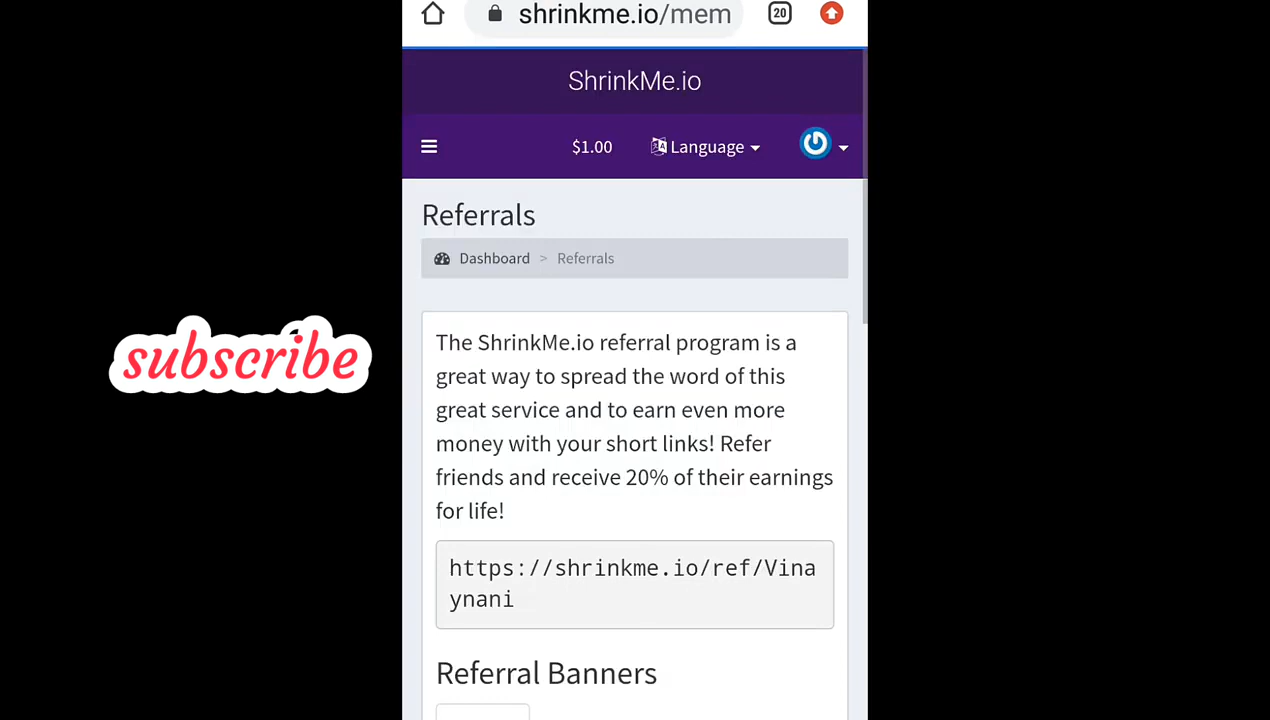 shrinkme.io/mem
20
ShrinkMe.io
$1.00
Language
Referrals
Dashboard > Referrals
subscribe
The ShrinkMe.io referral program is a
great way to spread the word of this
great service and to earn even more
money with your short links! Refer
friends and receive 20% of their earnings
for life!
https://shrinkme.io/ref/Vina
ynani
Referral Banners